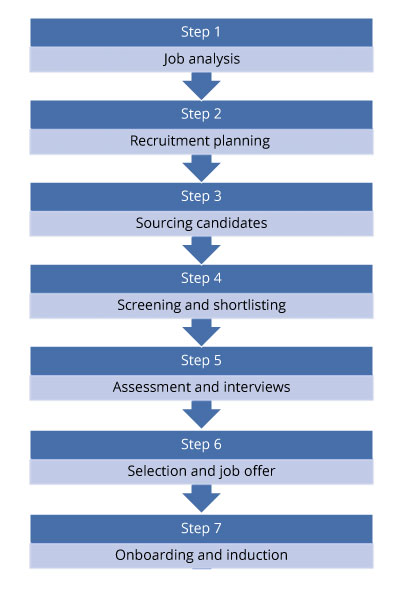 Step 1
Job analysis
Step 2
Recruitment planning
Step 3
Sourcing candidates
Step 4
Screening and shortlisting
Step 5
Assessment and interviews
Step 6
Selection and job offer
Step 7
Onboarding and induction